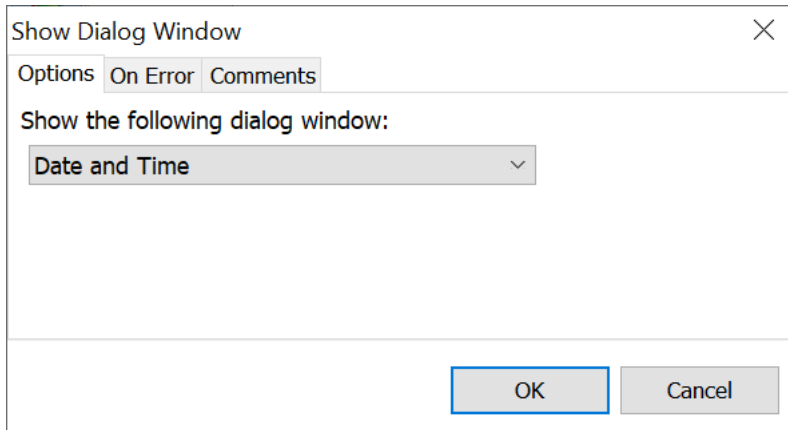 Show Dialog Window
Options On Error Comments
Show the following dialog window:
Date and Time
OK Cancel